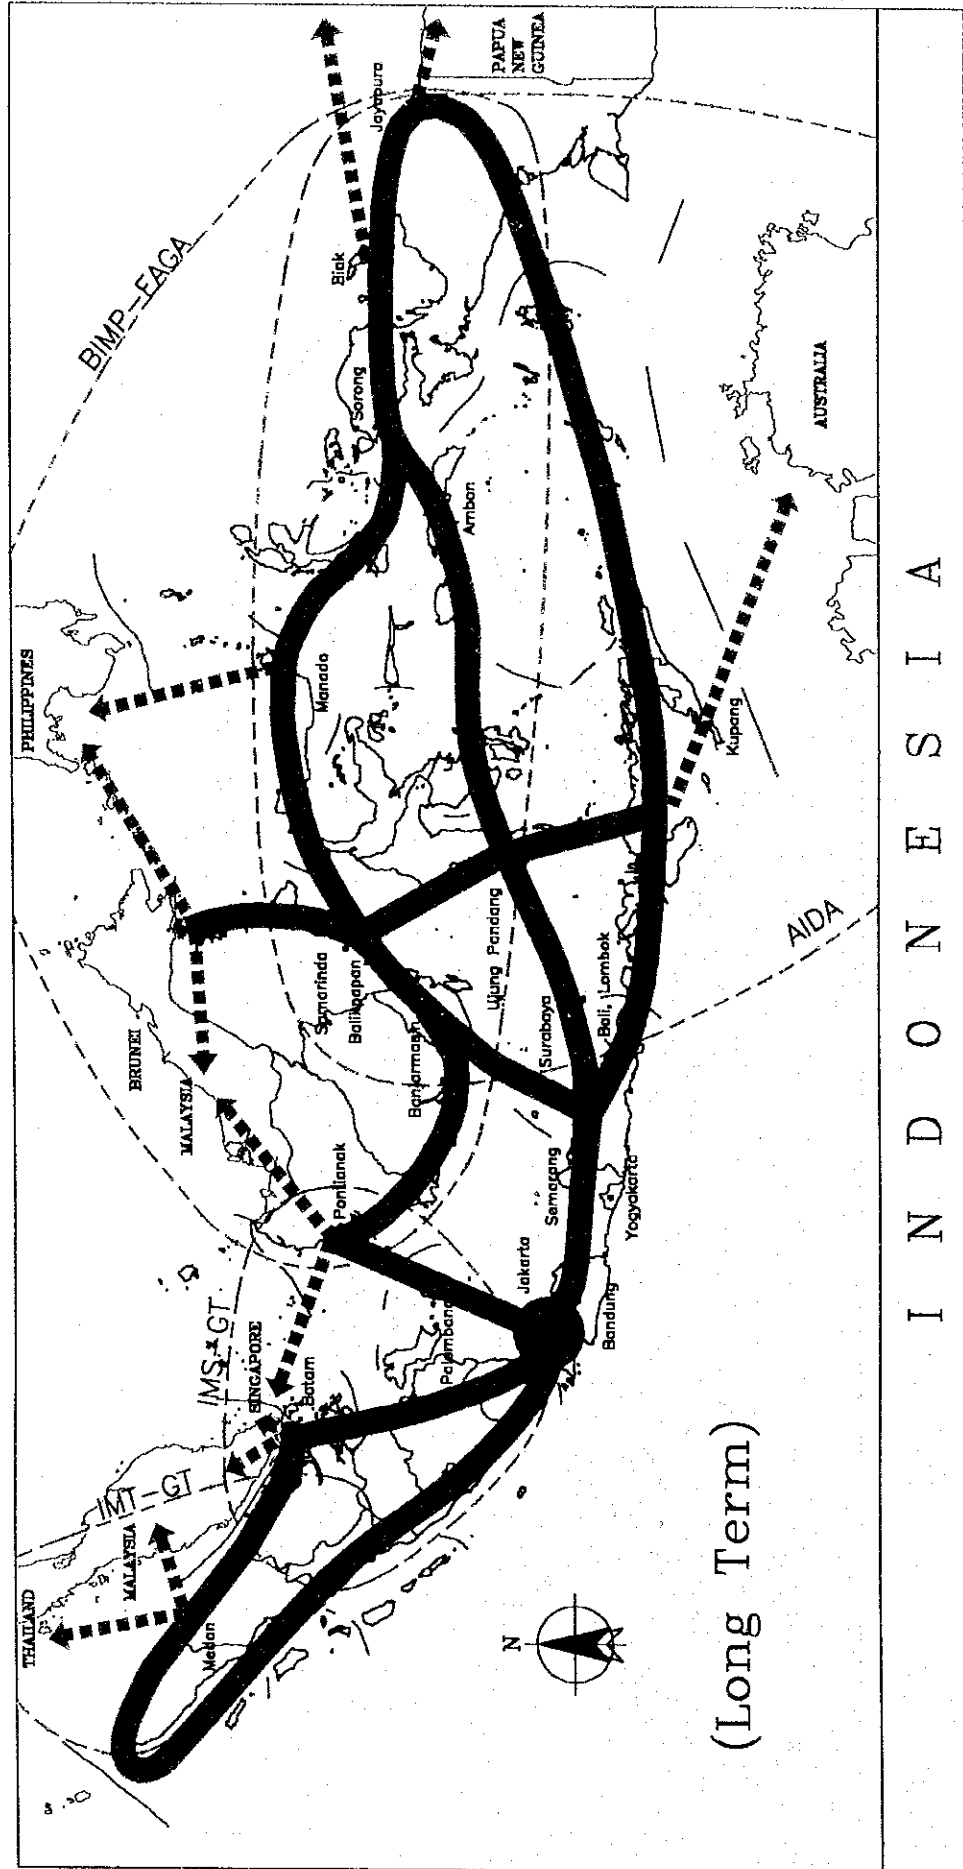 THAILAND
MALAYSIA
IMT-GT
SINGAPORE
IMS-GT
MALAYSIA
BRUNEI
PHILIPPINES
BIMP-EAGA
PAPUA
NEW
GUINEA
AUSTRALIA
AIDA
Medan
Batam
Palembang
Jakarta
Bandung
Semarang
Yogyakarta
Surabaya
Bali, Lombok
Pontianak
Banjarmasin
Balikpapan
Samarinda
Ujung Pandang
Manado
Ambon
Sorong
Biak
Jayapura
Kupang
N
(Long Term)
INDONESIA